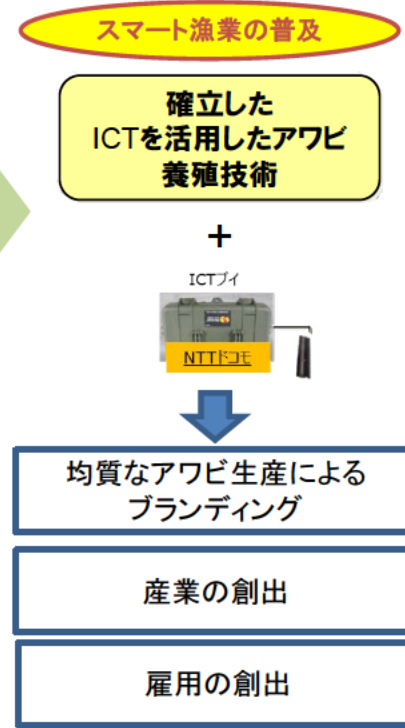 スマート漁業の普及
確立した
ICTを活用したアワビ
養殖技術
+
ICTブイ
NTTドコモ
均質なアワビ生産による
ブランディング
産業の創出
雇用の創出